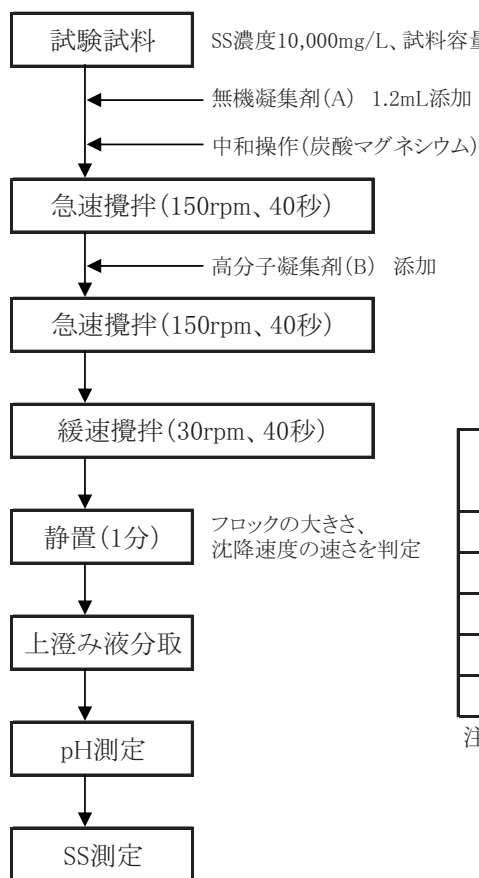 試験試料
SS濃度10,000mg/L、試料容
無機凝集剤(A) 1.2mL添加
中和操作(炭酸マグネシウム)
急速攪拌(150rpm、40秒)
高分子凝集剤(B) 添加
急速攪拌(150rpm、40秒)
緩速攪拌(30rpm、40秒)
静置(1分)
フロックの大きさ、
沈降速度の速さを判定
上澄み液分取
pH測定
注
SS測定